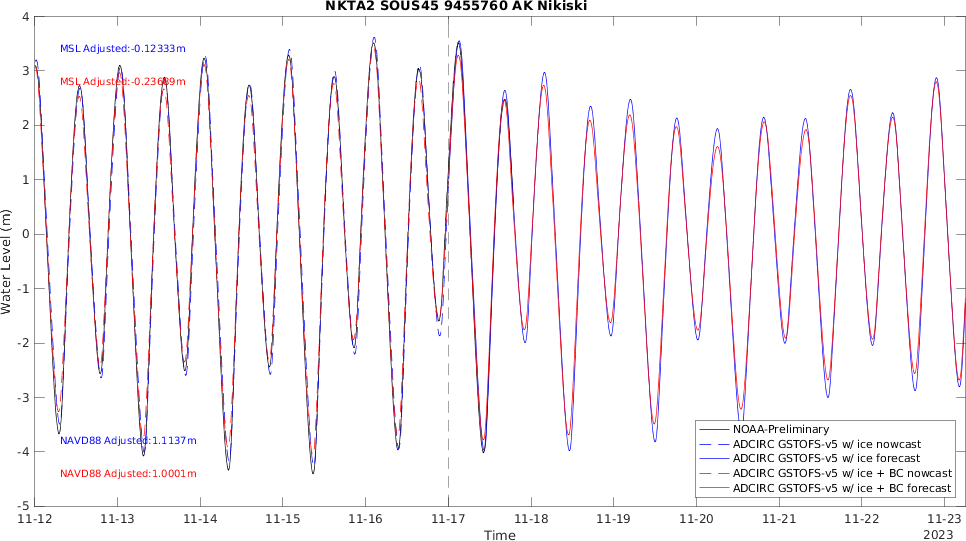 NKTA2 SOUS45 9455760 AK Nikiski
4
3
2
1
0
-1
-2
-3
-4
-5
Water Level (m)
MSL Adjusted:-0.12333m
MSL Adjusted:-0.23689m
NAVD88 Adjusted:1.1137m
NAVD88 Adjusted:1.0001m
NOAA-Preliminary
ADCIRC GSTOFS-v5 w/ ice nowcast
ADCIRC GSTOFS-v5 w/ ice forecast
ADCIRC GSTOFS-v5 w/ ice + BC nowcast
ADCIRC GSTOFS-v5 w/ ice + BC forecast
11-12 11-13 11-14 11-15 11-16 11-17 11-18 11-19 11-20 11-21 11-22 11-23
Time
2023